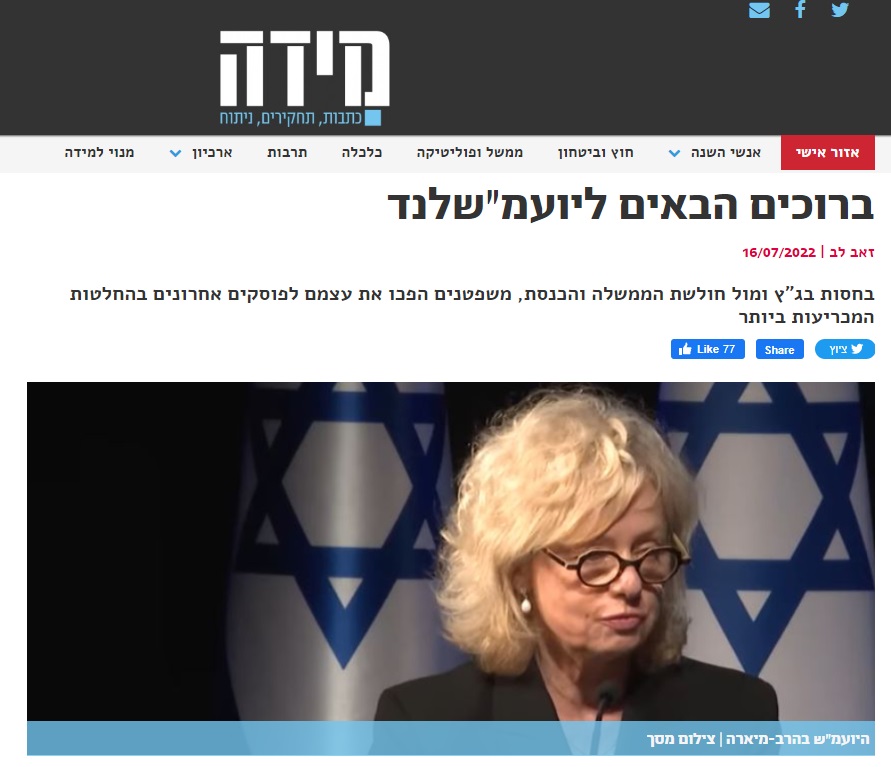 מידה
כתבות, תחקירים, ניתוח
אזור אישי
אנשי השנה
חוץ וביטחון
ממשל ופוליטיקה
כלכלה
תרבות
ארכיון
מנוי למידה
ברוכים הבאים ליועמ"שלנד
זאב לב | 16/07/2022
בחסות בג"ץ ומול חולשת הממשלה והכנסת, משפטנים הפכו את עצמם לפוסקים אחרונים בהחלטות
המכריעות ביותר
ציוץ
Share
Like 77
היועמ"ש בהרב-מיארה | צילום מסך